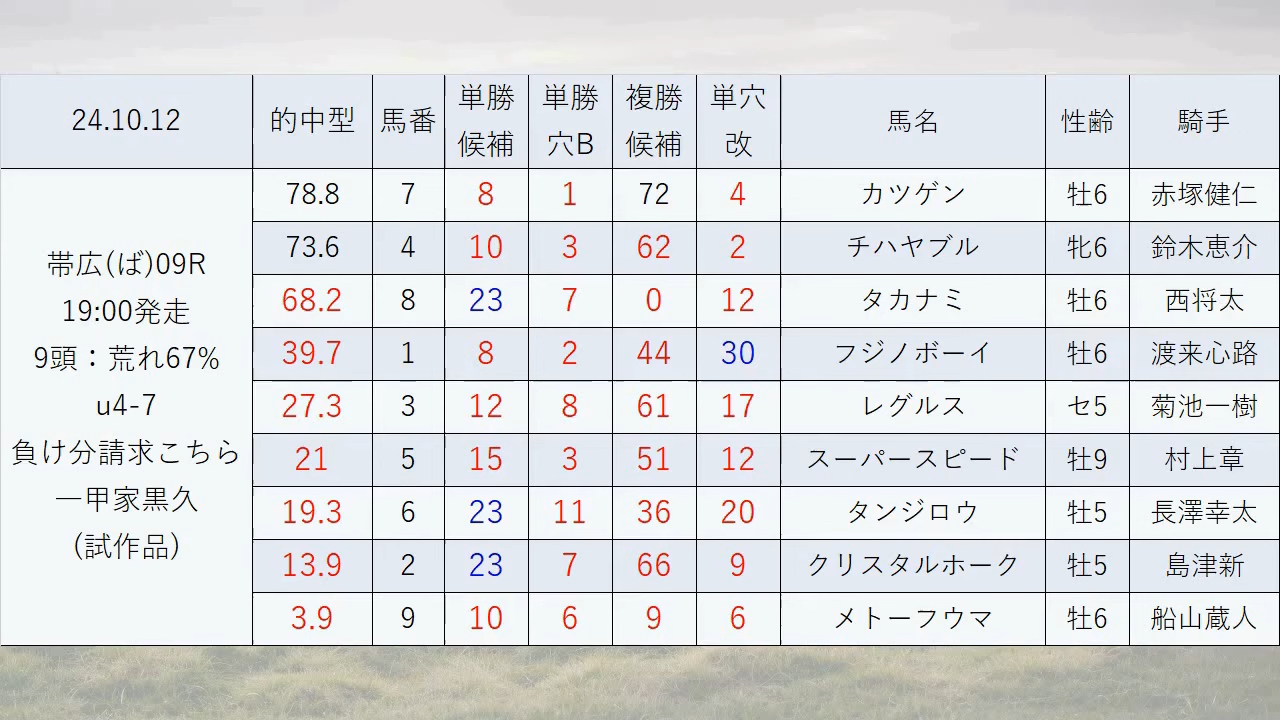 24.10.12 的中型 馬番 単勝候補 単勝穴B 複勝候補 単穴改 馬名 性齢 騎手
帯広(ば)09R
19:00発走
9頭：荒れ67%
u4-7
負け分請求こちら
一甲家黒久
(試作品)
78.8 7 8 1 72 4 カツゲン 牡6 赤塚健仁
73.6 4 10 3 62 2 チハヤブル 牝6 鈴木恵介
68.2 8 23 7 0 12 タカナミ 牡6 西将太
39.7 1 8 2 44 30 フジノボーイ 牡6 渡来心路
27.3 3 12 8 61 17 レグルス セ5 菊池一樹
21 5 15 3 51 12 スーパースピード 牡9 村上章
19.3 6 23 11 36 20 タンジロウ 牡5 長澤幸太
13.9 2 23 7 66 9 クリスタルホーク 牡5 島津新
3.9 9 10 6 9 6 メトーフウマ 牡6 船山蔵人